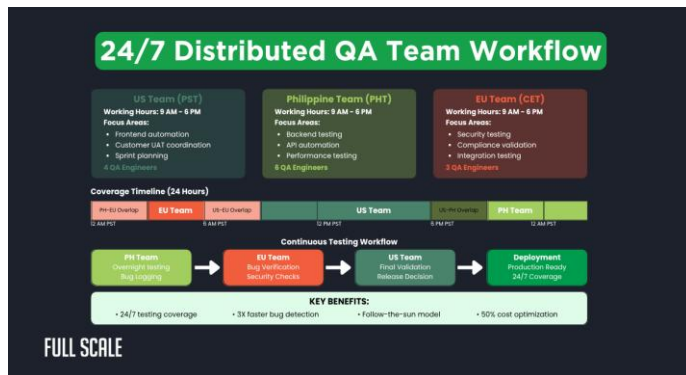 24/7 Distributed QA Team Workflow
US Team (PST)
Working Hours: 9 AM - 6 PM
Focus Areas:
• Frontend automation
• Customer UAT coordination
• Sprint planning
4 QA Engineers
Philippine Team (PHT)
Working Hours: 9 AM - 6 PM
Focus Areas:
• Backend testing
• API automation
• Performance testing
6 QA Engineers
EU Team (CET)
Working Hours: 9 AM - 6 PM
Focus Areas:
• Security testing
• Compliance validation
• Integration testing
3 QA Engineers
Coverage Timeline (24 Hours)
PH-EU Overlap
EU Team
US-EU Overlap
US Team
US-PH Overlap
PH Team
12 AM PST
6 AM PST
12 PM PST
6 PM PST
12 AM PST
Continuous Testing Workflow
PH Team
Overnight testing
Bug Logging
EU Team
Bug Verification
Security Checks
US Team
Final Validation
Release Decision
Deployment
Production Ready
24/7 Coverage
KEY BENEFITS:
• 24/7 testing coverage
• 3X faster bug detection
• Follow-the-sun model
• 50% cost optimization
FULL SCALE